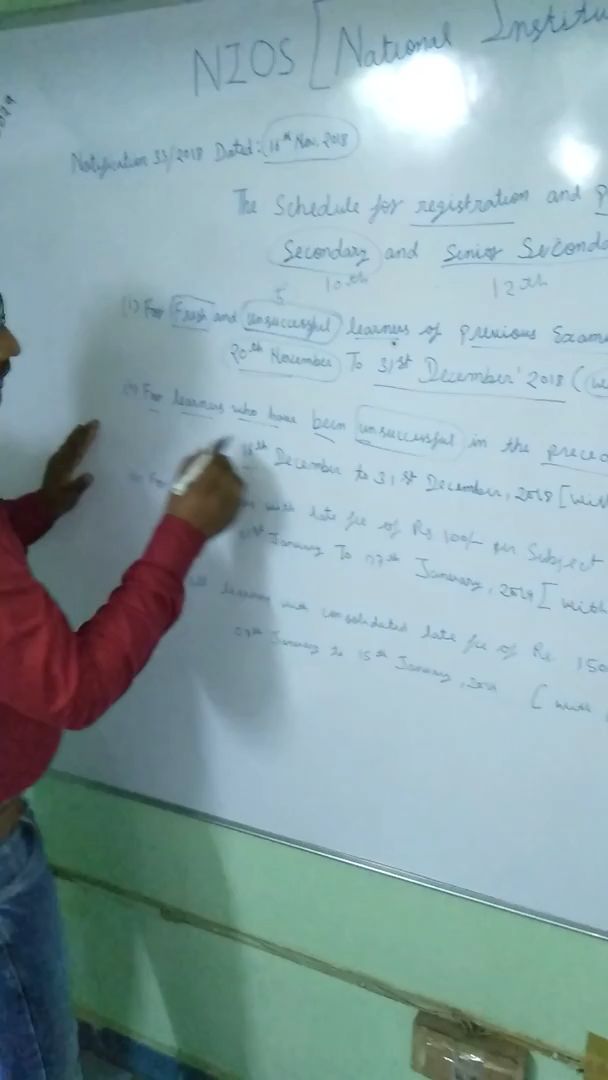 NIOS [National Institu
Notification 33/2018 Dated: 16th Nov. 2018
The Schedule for registration and
Secondary and Senior Seconda
10th 12th
(1) For Fresh and unsuccessful learners of previous Exam
20th November To 31st December' 2018 (
For learners who have been unsuccessful in the prece
December to 31st December, 2018 [with
with late fee of Rs 100/- per Subject
January To 07th January, 2019 [with
learners with consolidated late fee of Rs 150
January to 15th January, [with